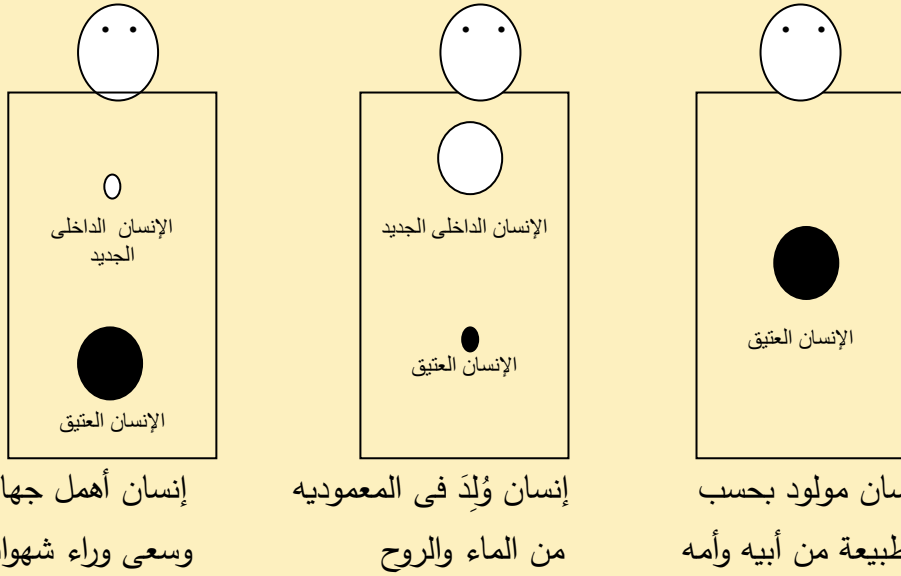 الإنسان العتيق
مولود بحسب
من أبيه وأمه
الإنسان الداخلى الجديد
الإنسان العتيق
إنسان وُلِدَ فى المعموديه
من الماء والروح
الإنسان الداخلى
الجديد
الإنسان العتيق
إنسان أهمل
وسعى وراء